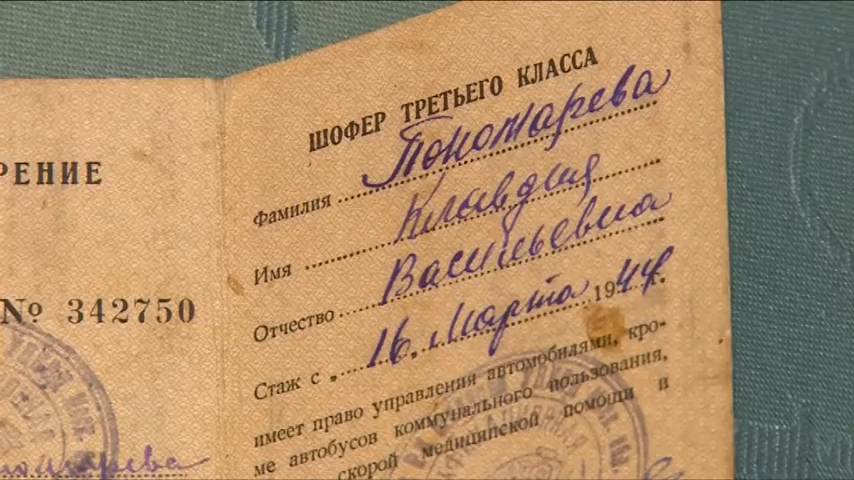 РЕНИЕ
№ 342750
ШОФЕР ТРЕТЬЕГО КЛАССА
Фамилия Пономарева
Имя Клавдия
Отчество Васильевна
Стаж с 16 Марта 1944 г.
имеет право управления автомобилями, кро-
ме автобусов коммунального пользования,
скорой медицинской помощи и